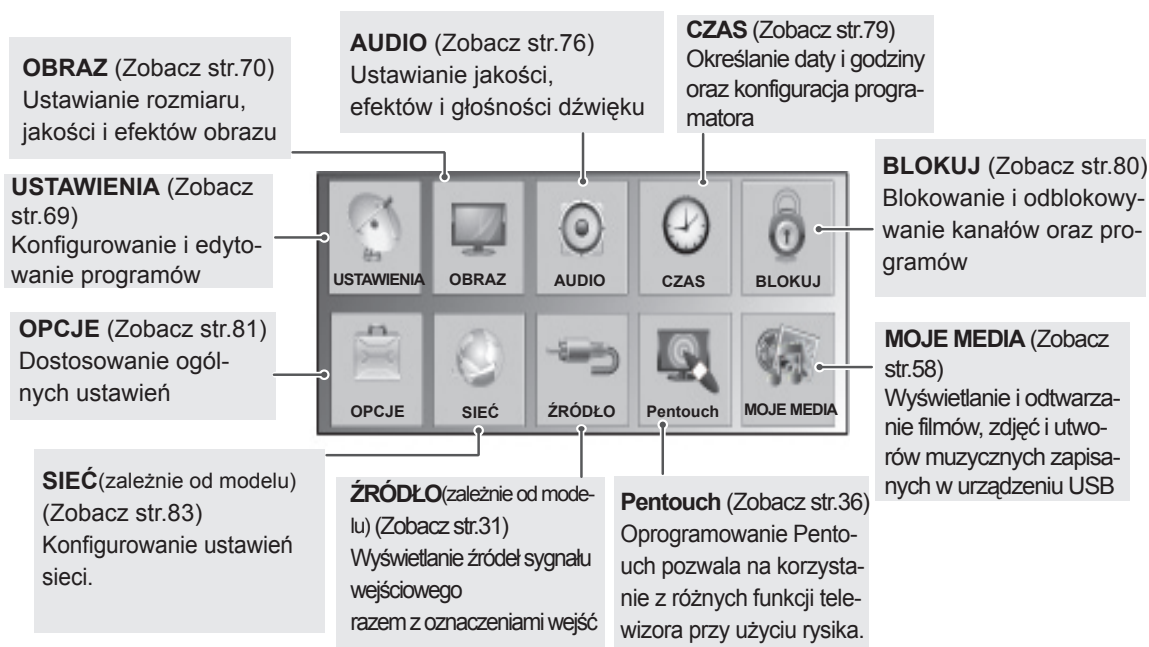 OBRAZ (Zobacz str.70)
Ustawianie rozmiaru,
jakości i efektów obrazu
AUDIO (Zobacz str.76)
Ustawianie jakości,
efektów i głośności dźwięku
CZAS (Zobacz str.79)
Określanie daty i godziny
oraz konfiguracja progra-
matora
USTAWIENIA (Zobacz
str.69)
Konfigurowanie i edyto-
wanie programów
BLOKUJ (Zobacz str.80)
Blokowanie i odblokowy-
wanie kanałów oraz pro-
gramów
USTAWIENIA
OBRAZ
AUDIO
CZAS
BLOKUJ
OPCJE (Zobacz str.81)
Dostosowanie ogól-
nych ustawień
MOJE MEDIA (Zobacz
str.58)
Wyświetlanie i odtwarza-
nie filmów, zdjęć i utwo-
rów muzycznych zapisa-
nych w urządzeniu USB
OPCJE
SIEĆ
ŹRÓDŁO
Pentouch
MOJE MEDIA
SIEĆ(zależnie od modelu)
(Zobacz str.83)
Konfigurowanie ustawień
sieci.
ŹRÓDŁO(zależnie od mode-
lu) (Zobacz str.31)
Wyświetlanie źródeł sygnału
wejściowego
razem z oznaczeniami wejść
Pentouch (Zobacz str.36)
Oprogramowanie Pento-
uch pozwala na korzysta-
nie z różnych funkcji tele-
wizora przy użyciu rysika.